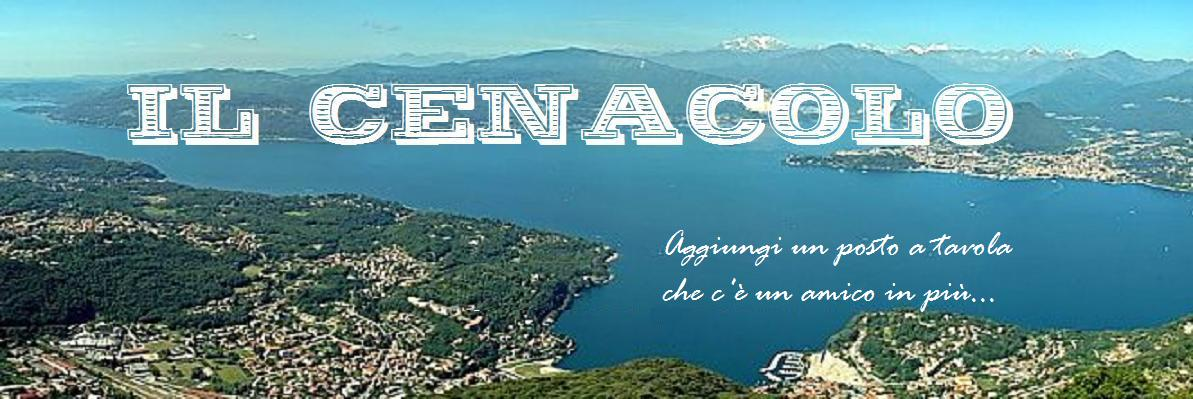 IL CENACOLO
Aggiungi un posto a tavola
che c'è un amico in più...